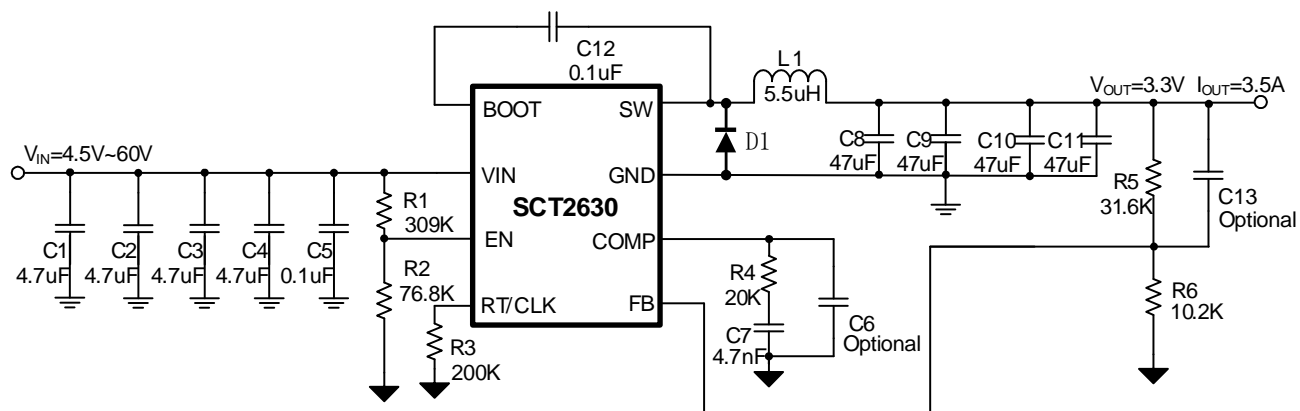 C12
0.1uF
L1
5.5uH
VOUT=3.3V IOUT=3.5A
BOOT
SW
D1
C8
47uF
C9
47uF
C10
47uF
C11
47uF
VIN=4.5V~60V
VIN
GND
R1
309K
SCT2630
R5
31.6K
C13
Optional
C1
4.7uF
C2
4.7uF
C3
4.7uF
C4
4.7uF
C5
0.1uF
EN
COMP
R2
76.8K
R4
20K
RT/CLK
FB
R6
10.2K
C6
Optional
R3
200K
C7
4.7nF